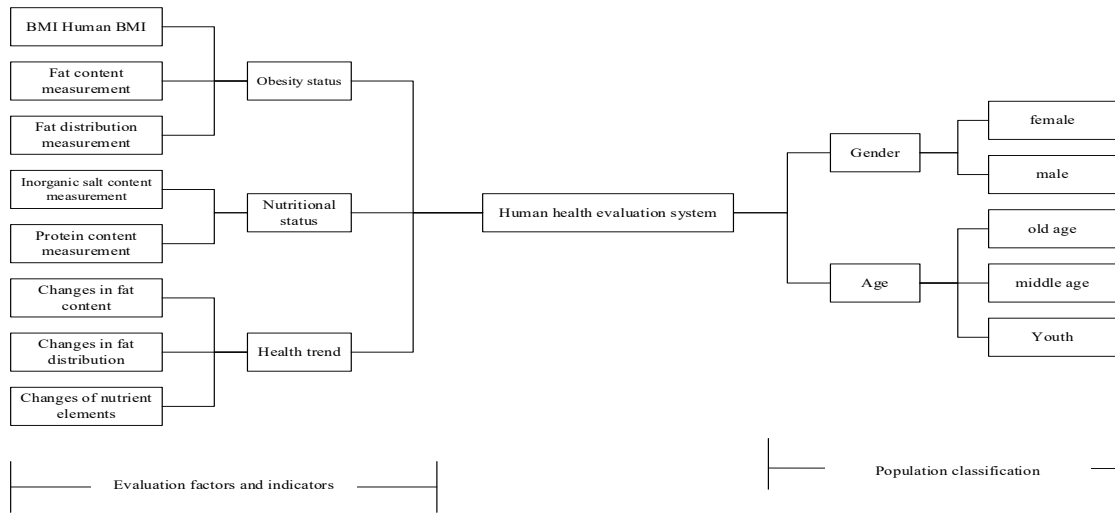 BMI Human BMI
Fat content
measurement
Fat distribution
measurement
Inorganic salt content
measurement
Protein content
measurement
Changes in fat
content
Changes in fat
distribution
Changes of nutrient
elements
Obesity status
Nutritional
status
Health trend
Human health evaluation system
Gender
Age
female
male
old age
middle age
Youth
Evaluation factors and indicators
Population classification